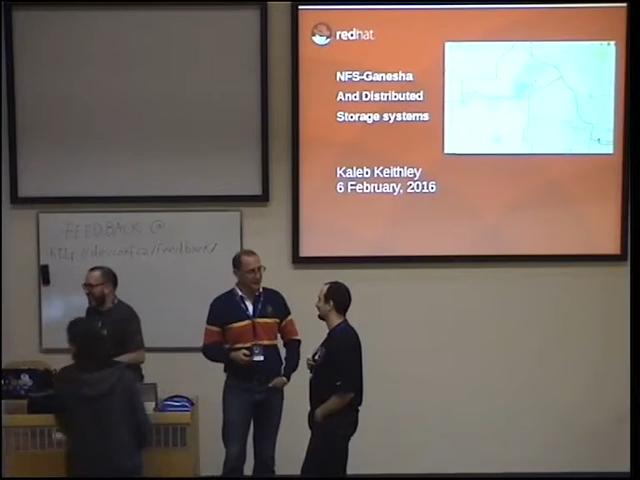 redhat
NFS-Ganesha
And Distributed
Storage systems
Kaleb Keithley
6 February, 2016
FEEDBACK @
http://devconf.cz/feedback/